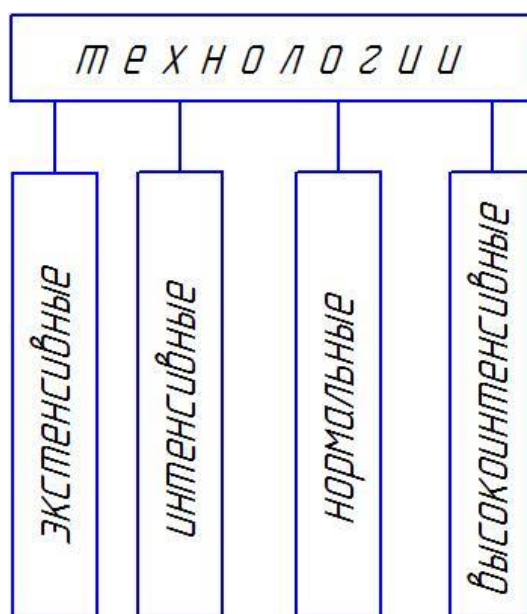 технологии
экстенсивные
интенсивные
нормальные
высокоинтенсивные